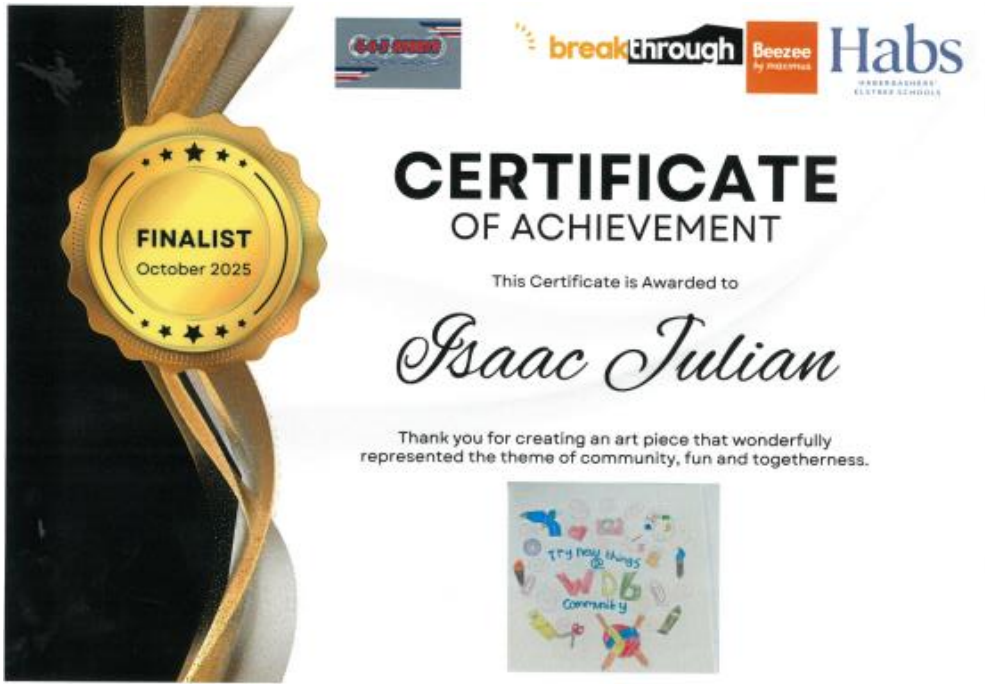 breakthrough
Beezee
by maximus
Habs
HABERDASHERS'
ELSTREE SCHOOLS
CERTIFICATE
OF ACHIEVEMENT
FINALIST
October 2025
This Certificate is Awarded to
Isaac Julian
Thank you for creating an art piece that wonderfully
represented the theme of community, fun and togetherness.
Try new things
@
WDb
Community